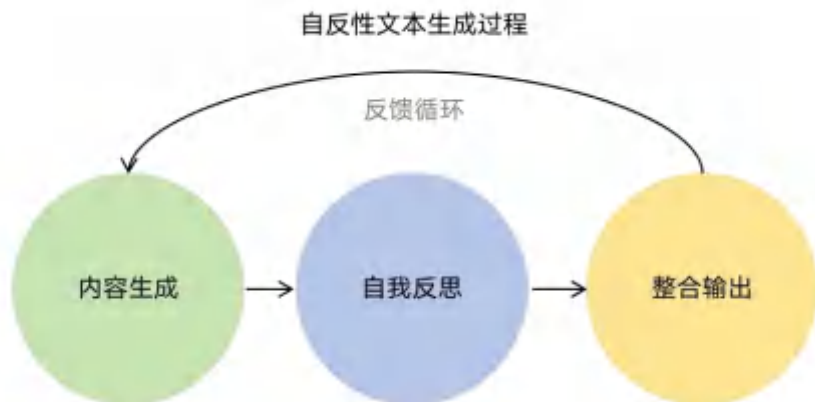 自反性文本生成过程
反馈循环
内容生成
自我反思
整合输出